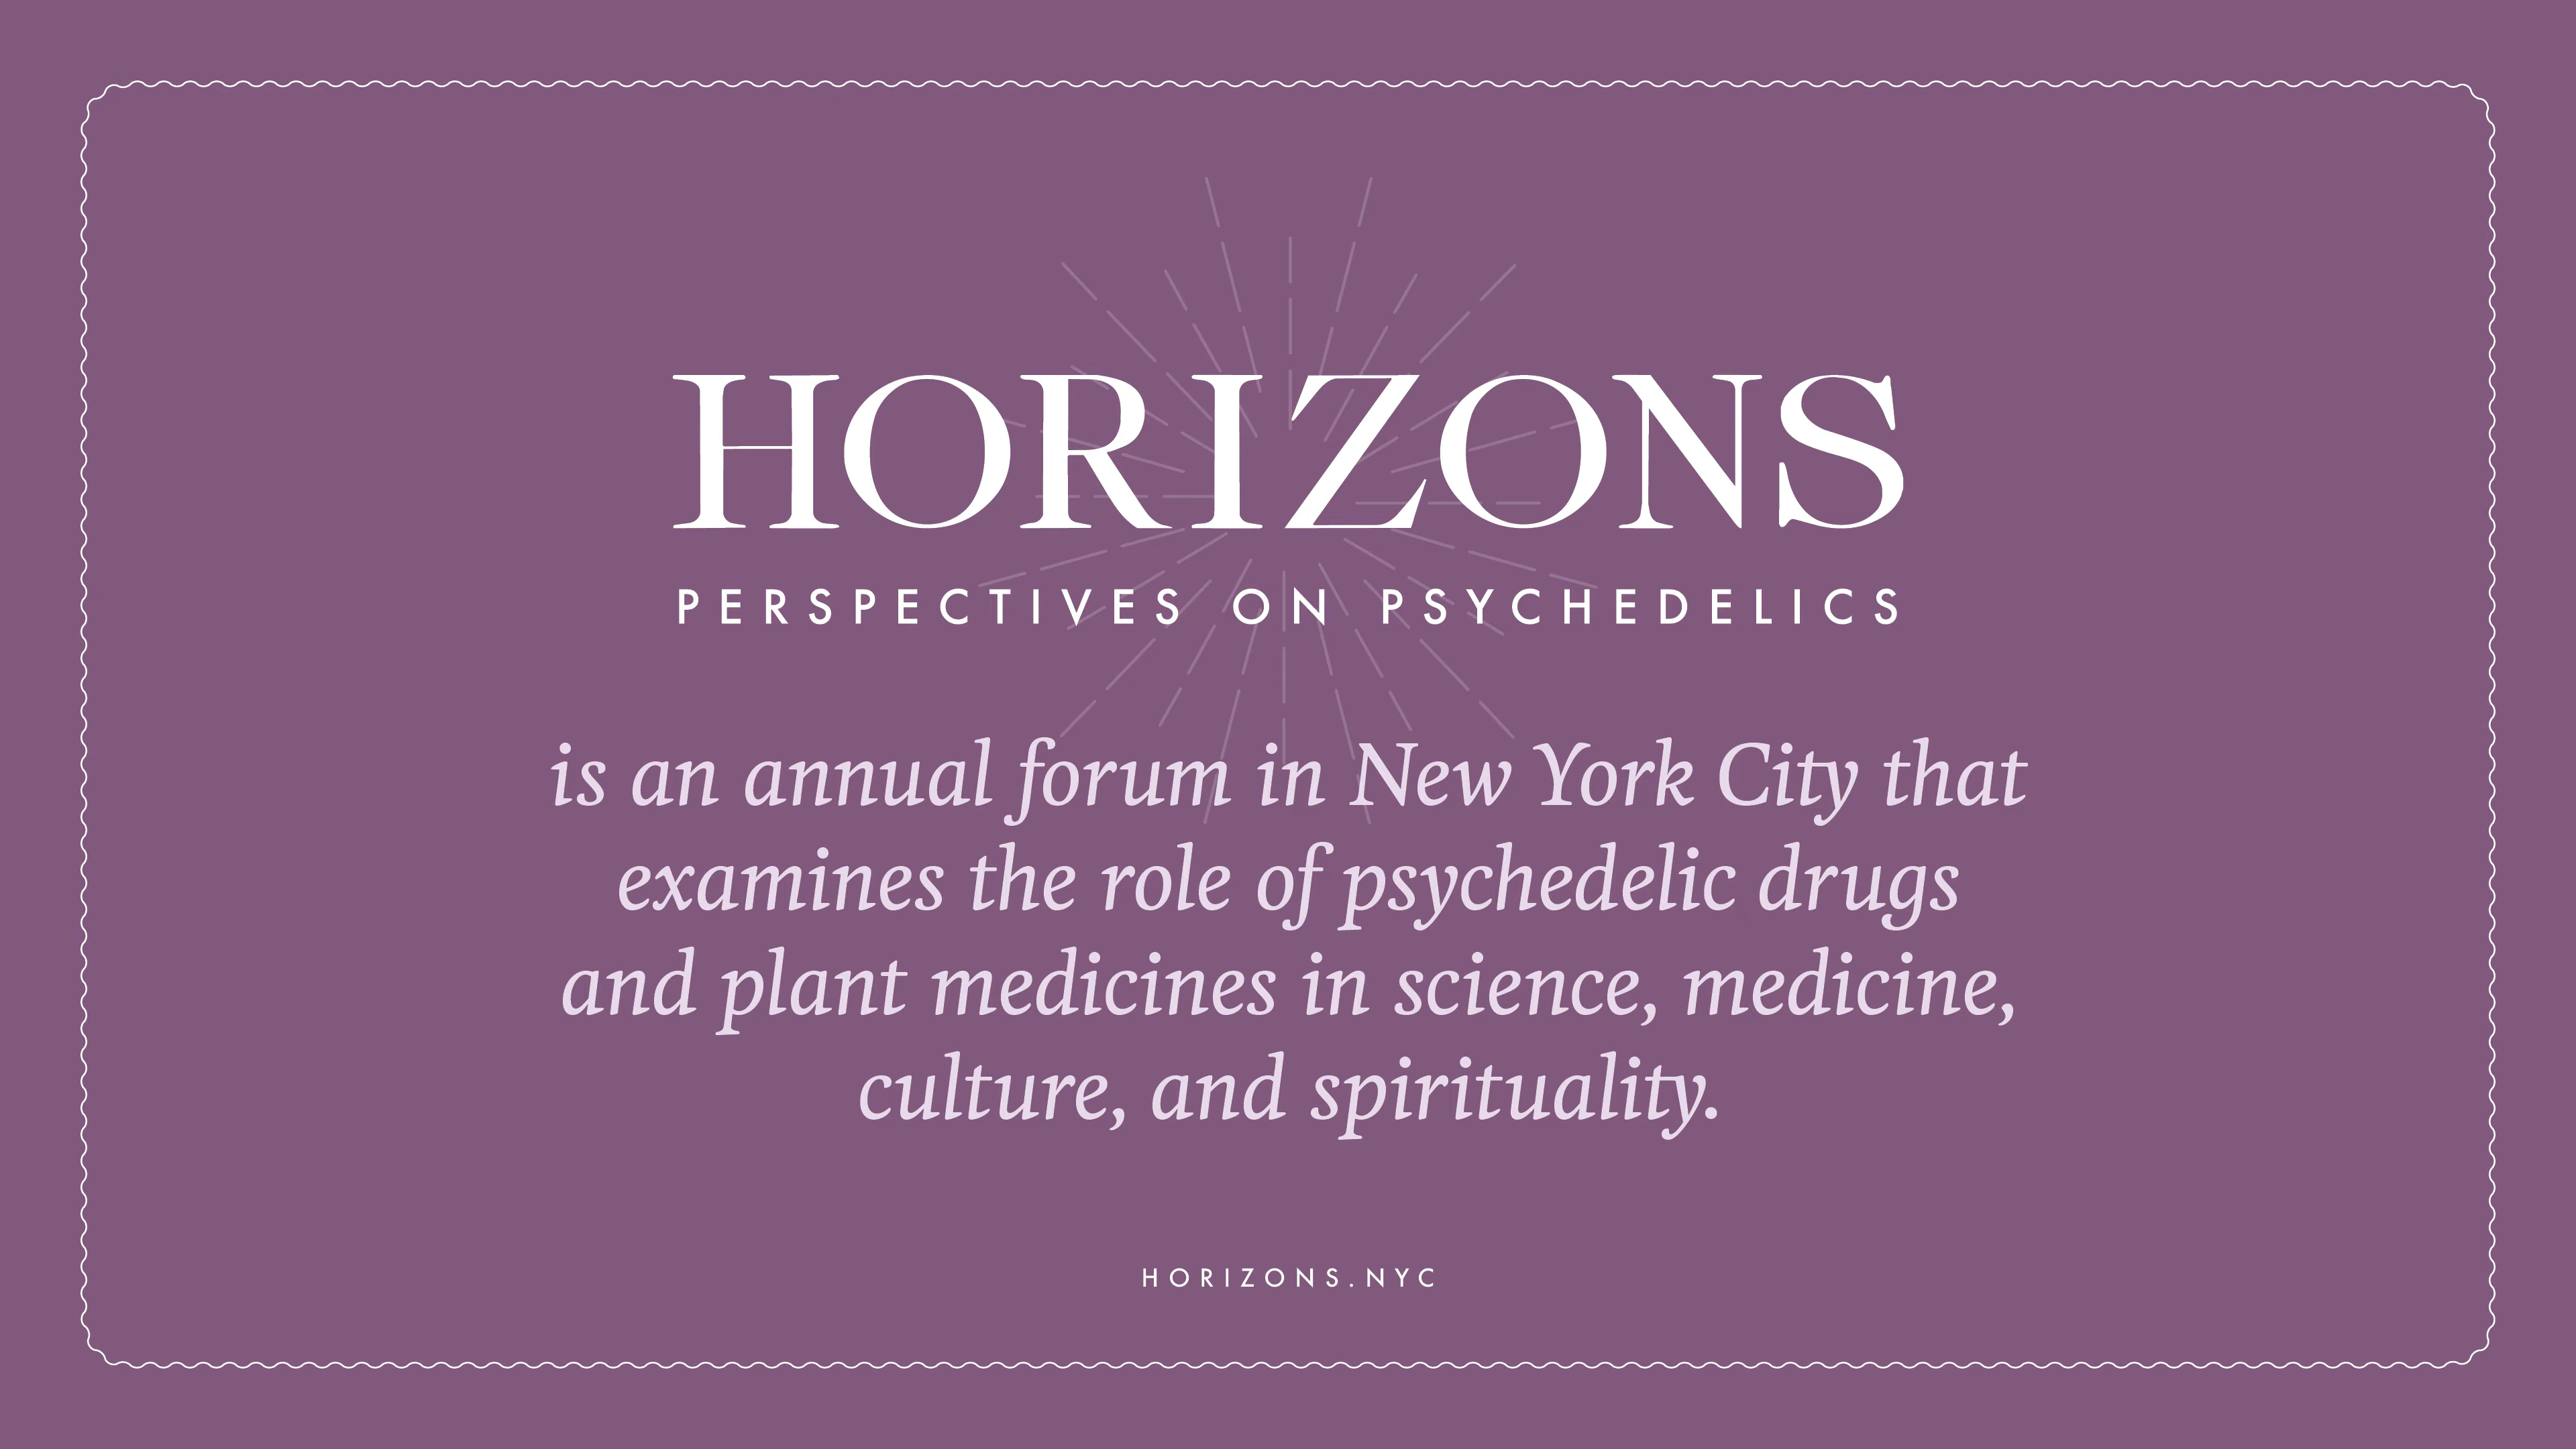 HORIZONS
PERSPECTIVES ON PSYCHEDELICS
is an annual forum in New York City that
examines the role of psychedelic drugs
and plant medicines in science, medicine,
culture, and spirituality.
HORIZONS.NYC